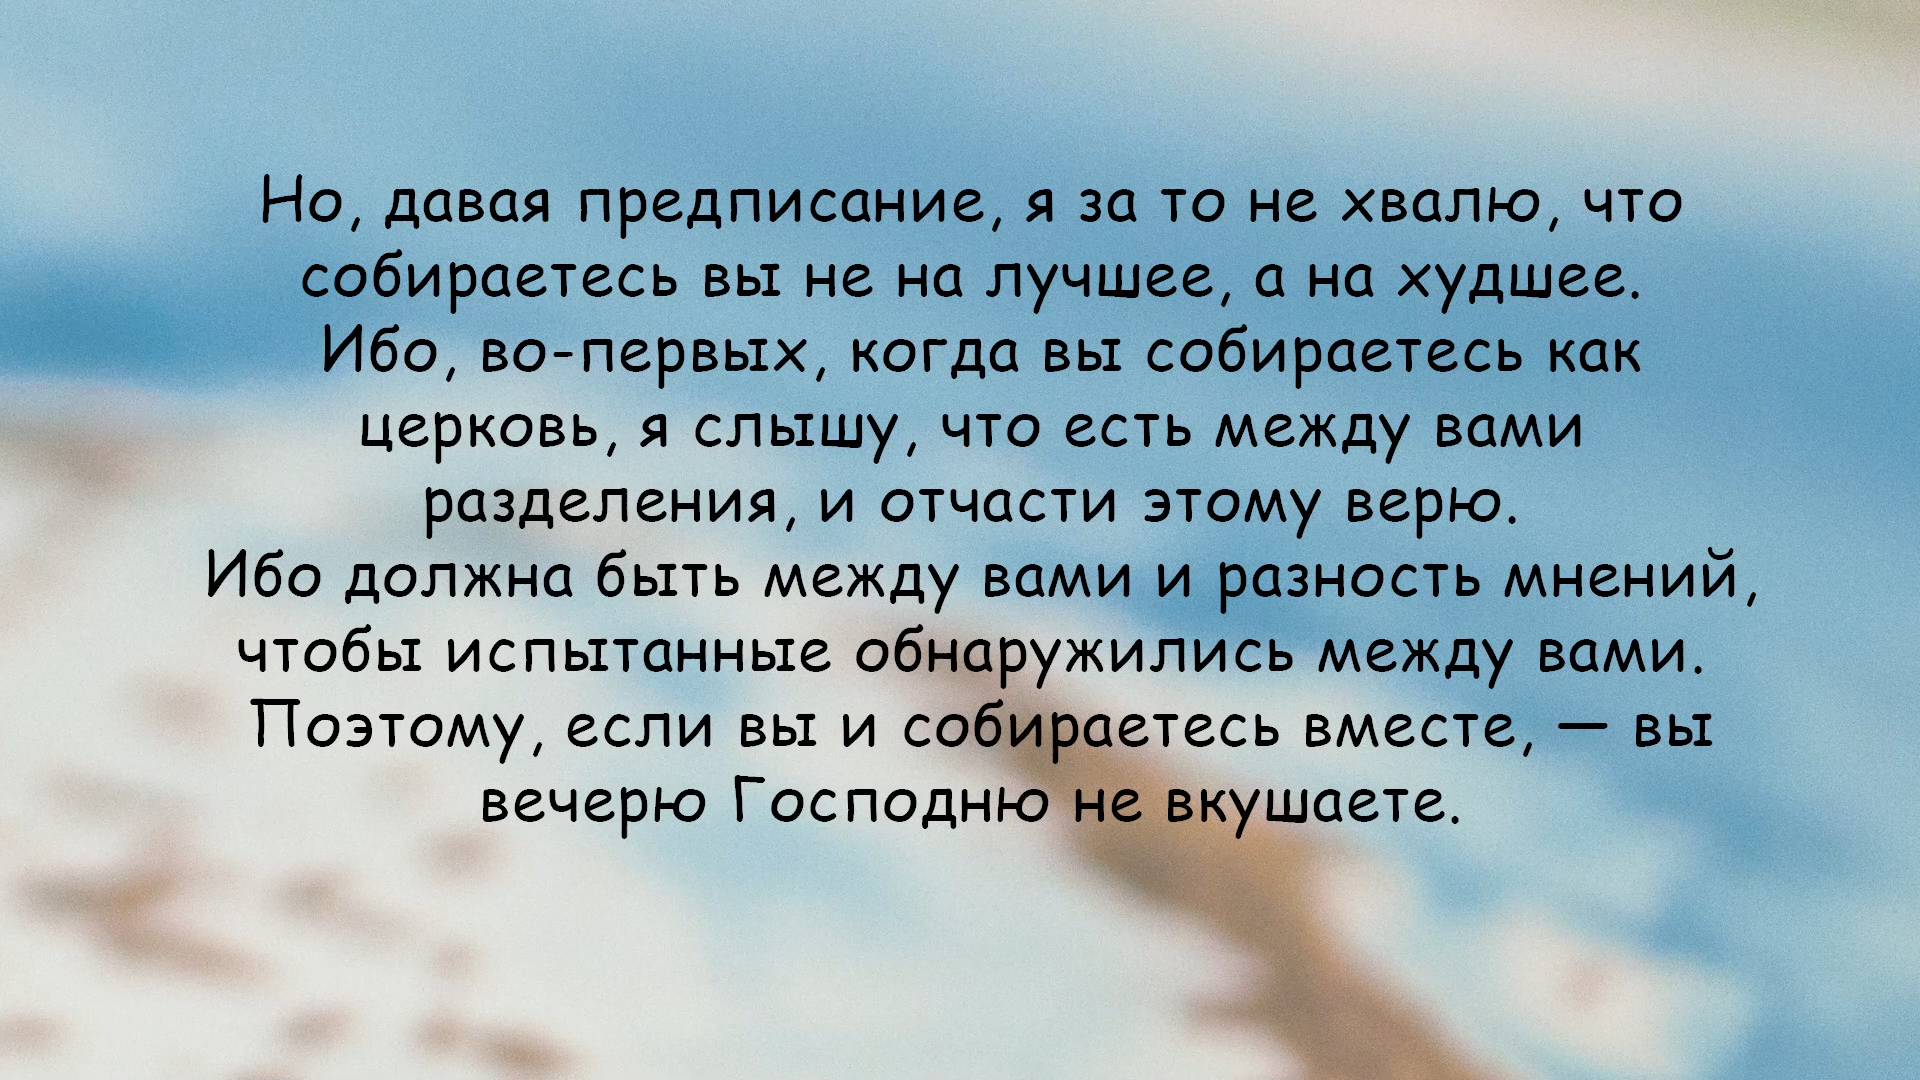 Но, давая предписание, я за то не хвалю, что
собираетесь вы не на лучшее, а на худшее.
Ибо, во-первых, когда вы собираетесь как
церковь, я слышу, что есть между вами
разделения, и отчасти этому верю.
Ибо должна быть между вами и разность мнений,
чтобы испытанные обнаружились между вами.
Поэтому, если вы и собираетесь вместе, — вы
вечерю Господню не вкушаете.